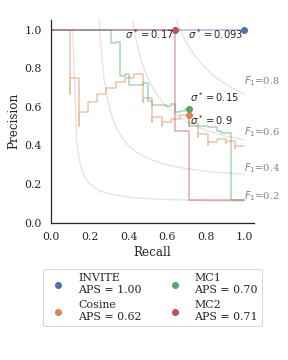 1.0
0.8
0.6
0.4
0.2
0.0
Precision
σ* = 0.17
σ* = 0.093
σ* = 0.15
σ* = 0.9
F₁=0.8
F₁=0.6
F₁=0.4
F₁=0.2
0.0 0.2 0.4 0.6 0.8 1.0
Recall
INVITE
APS = 1.00
Cosine
APS = 0.62
MC1
APS = 0.70
MC2
APS = 0.71